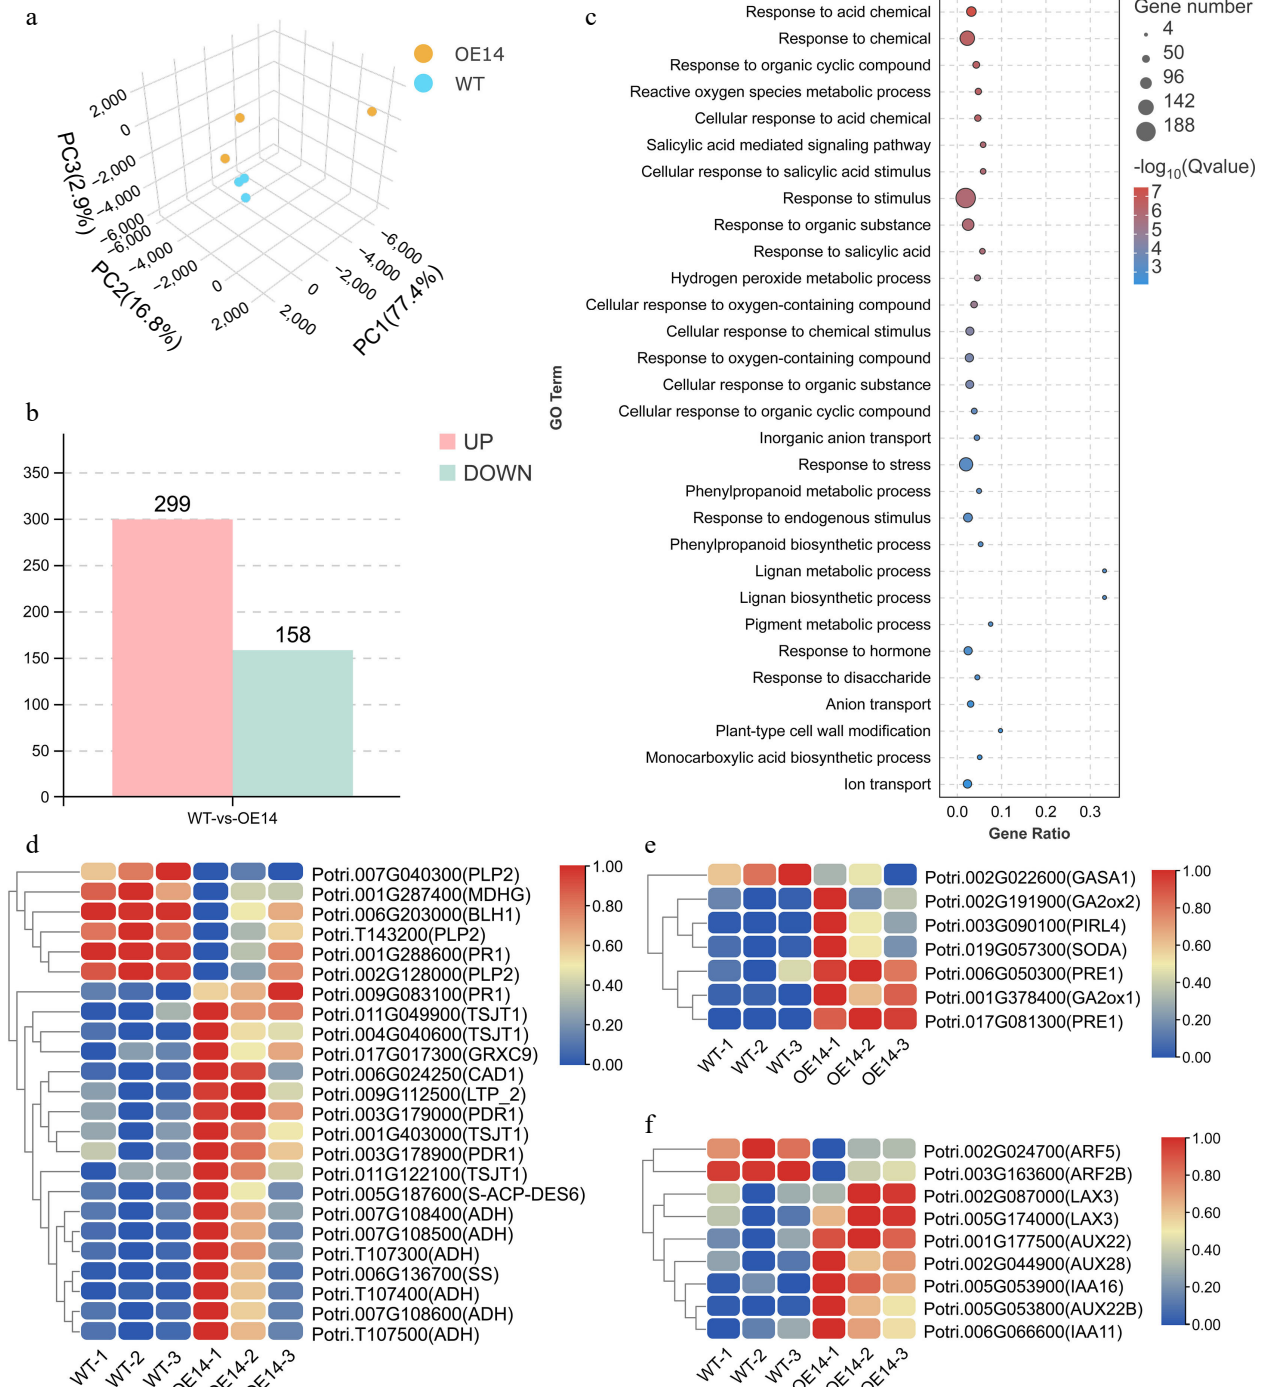 a
OE14
WT
2,000
0
−2,000
−4,000
−6,000
PC3(2.9%)
−6,000
−4,000
−2,000
0
2,000
PC2(16.8%)
−6,000
−4,000
−2,000
0
2,000
PC1(77.4%)
b
UP
DOWN
350
300
250
200
150
100
50
0
299
158
WT-vs-OE14
c
GO Term
Response to acid chemical
Response to chemical
Response to organic cyclic compound
Reactive oxygen species metabolic process
Cellular response to acid chemical
Salicylic acid mediated signaling pathway
Cellular response to salicylic acid stimulus
Response to stimulus
Response to organic substance
Response to salicylic acid
Hydrogen peroxide metabolic process
Cellular response to oxygen-containing compound
Cellular response to chemical stimulus
Response to oxygen-containing compound
Cellular response to organic substance
Cellular response to organic cyclic compound
Inorganic anion transport
Response to stress
Phenylpropanoid metabolic process
Response to endogenous stimulus
Phenylpropanoid biosynthetic process
Lignan metabolic process
Lignan biosynthetic process
Pigment metabolic process
Response to hormone
Response to disaccharide
Anion transport
Plant-type cell wall modification
Monocarboxylic acid biosynthetic process
Ion transport
0.0 0.1 0.2 0.3
Gene Ratio
Gene number
4
50
96
142
188
-log10(Qvalue)
7
6
5
4
3
d
Potri.007G040300(PLP2)
Potri.001G287400(MDHG)
Potri.006G203000(BLH1)
Potri.T143200(PLP2)
Potri.001G288600(PR1)
Potri.002G128000(PLP2)
Potri.009G083100(PR1)
Potri.011G049900(TSJT1)
Potri.004G040600(TSJT1)
Potri.017G017300(GRXC9)
Potri.006G024250(CAD1)
Potri.009G112500(LTP_2)
Potri.003G179000(PDR1)
Potri.001G403000(TSJT1)
Potri.003G178900(PDR1)
Potri.011G122100(TSJT1)
Potri.005G187600(S-ACP-DES6)
Potri.007G108400(ADH)
Potri.007G108500(ADH)
Potri.T107300(ADH)
Potri.006G136700(SS)
Potri.T107400(ADH)
Potri.007G108600(ADH)
Potri.T107500(ADH)
WT-1 WT-2 WT-3 OE14-1 OE14-2 OE14-3
1.00
0.80
0.60
0.40
0.20
0.00
e
Potri.002G022600(GASA1)
Potri.002G191900(GA2ox2)
Potri.003G090100(PIRL4)
Potri.019G057300(SODA)
Potri.006G050300(PRE1)
Potri.001G378400(GA2ox1)
Potri.017G081300(PRE1)
WT-1 WT-2 WT-3 OE14-1 OE14-2 OE14-3
1.00
0.80
0.60
0.40
0.20
0.00
f
Potri.002G024700(ARF5)
Potri.003G163600(ARF2B)
Potri.002G087000(LAX3)
Potri.005G174000(LAX3)
Potri.001G177500(AUX22)
Potri.002G044900(AUX28)
Potri.005G053900(IAA16)
Potri.005G053800(AUX22B)
Potri.006G066600(IAA11)
WT-1 WT-2 WT-3 OE14-1 OE14-2 OE14-3
1.00
0.80
0.60
0.40
0.20
0.00